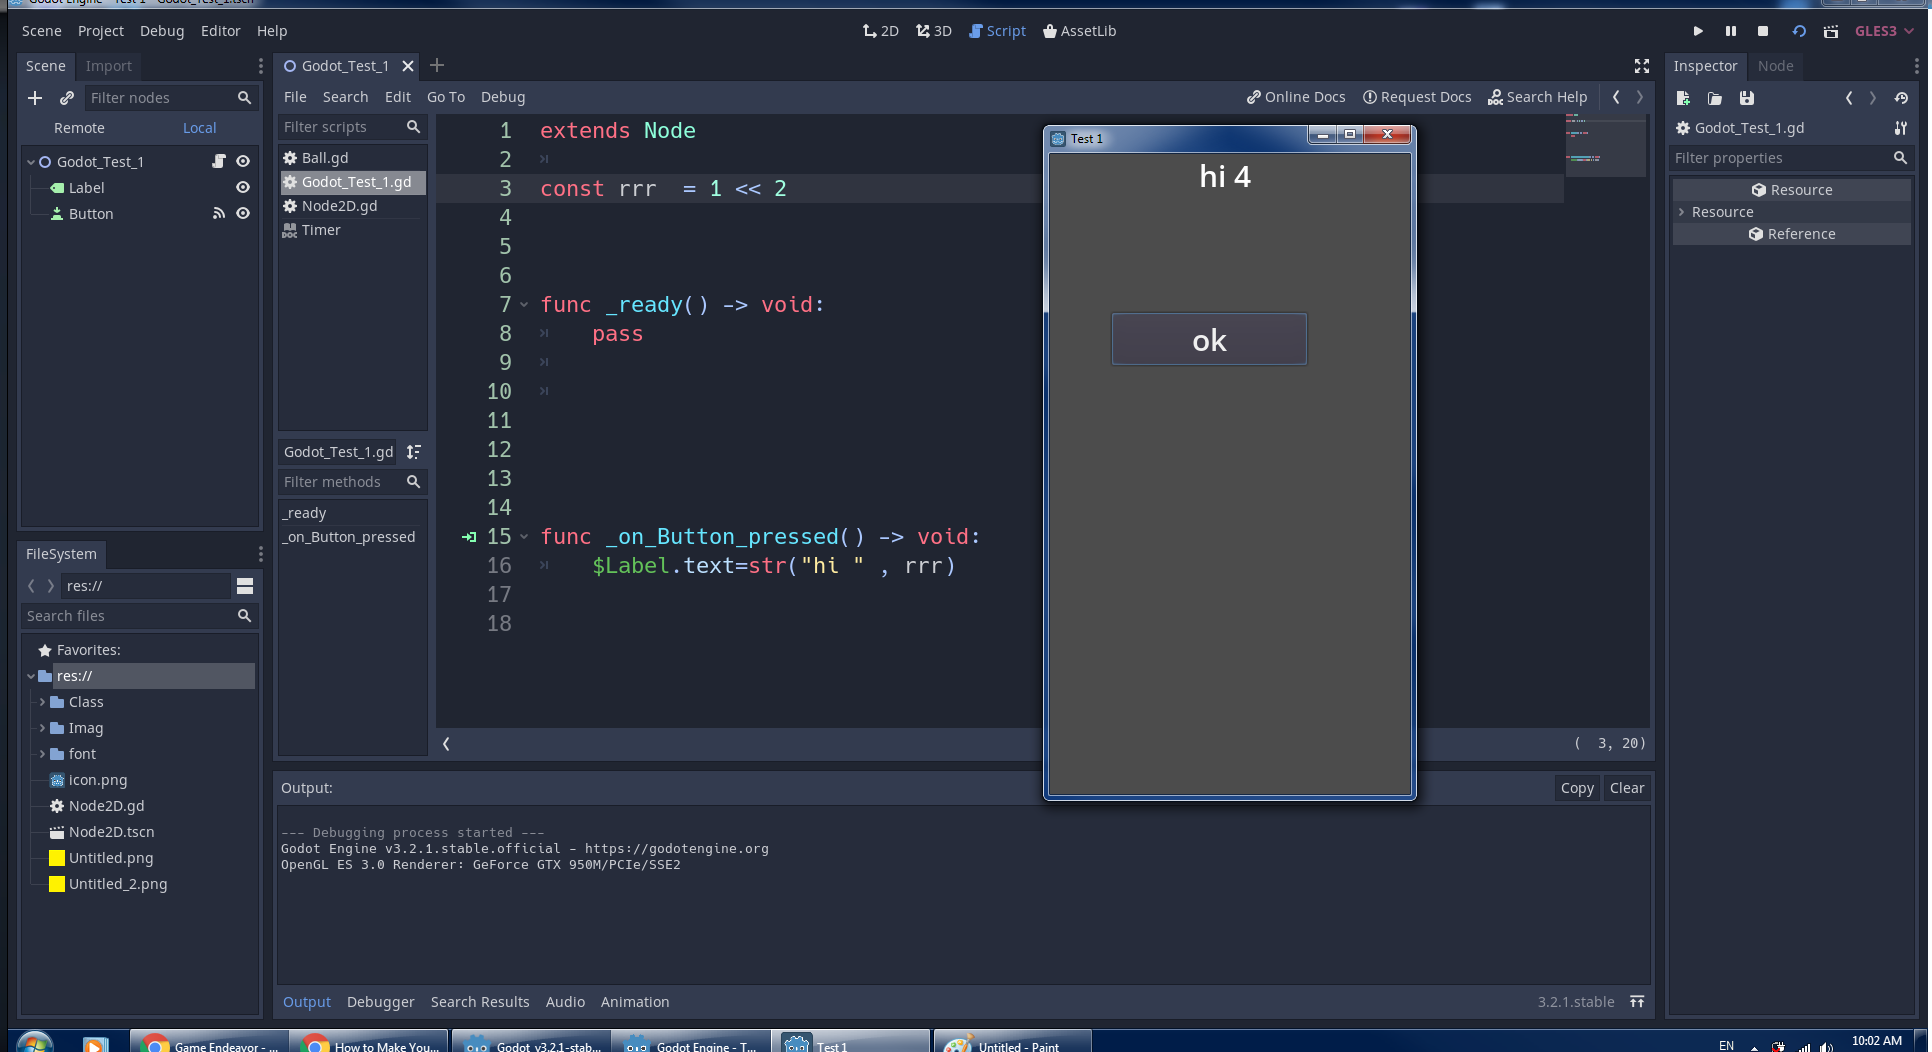 Godot Engine - Test 1 - Godot_Test_1.tscn
Scene Project Debug Editor Help
2D 3D Script AssetLib
GLES3
Scene Import
Filter nodes
Remote Local
Godot_Test_1
Label
Button
FileSystem
res://
Search files
Favorites:
res://
Class
Imag
font
icon.png
Node2D.gd
Node2D.tscn
Untitled.png
Untitled_2.png
Godot_Test_1
File Search Edit Go To Debug
Online Docs Request Docs Search Help
Filter scripts
Ball.gd
Godot_Test_1.gd
Node2D.gd
Timer
Godot_Test_1.gd
Filter methods
_ready
_on_Button_pressed
1 extends Node
2
3 const rrr  = 1 << 2
4
5
6
7 func _ready() -> void:
8 pass
9
10
11
12
13
14
15 func _on_Button_pressed() -> void:
16 $Label.text=str("hi " , rrr)
17
18
( 3, 20)
Test 1
hi 4
ok
Output:
Copy Clear
--- Debugging process started ---
Godot Engine v3.2.1.stable.official - https://godotengine.org
OpenGL ES 3.0 Renderer: GeForce GTX 950M/PCIe/SSE2
Output Debugger Search Results Audio Animation
3.2.1.stable
Inspector Node
Godot_Test_1.gd
Filter properties
Resource
Resource
Reference
Game Endeavor - ...
How to Make You...
Godot_v3.2.1-stab...
Godot Engine - T...
Test 1
Untitled - Paint
EN
10:02 AM